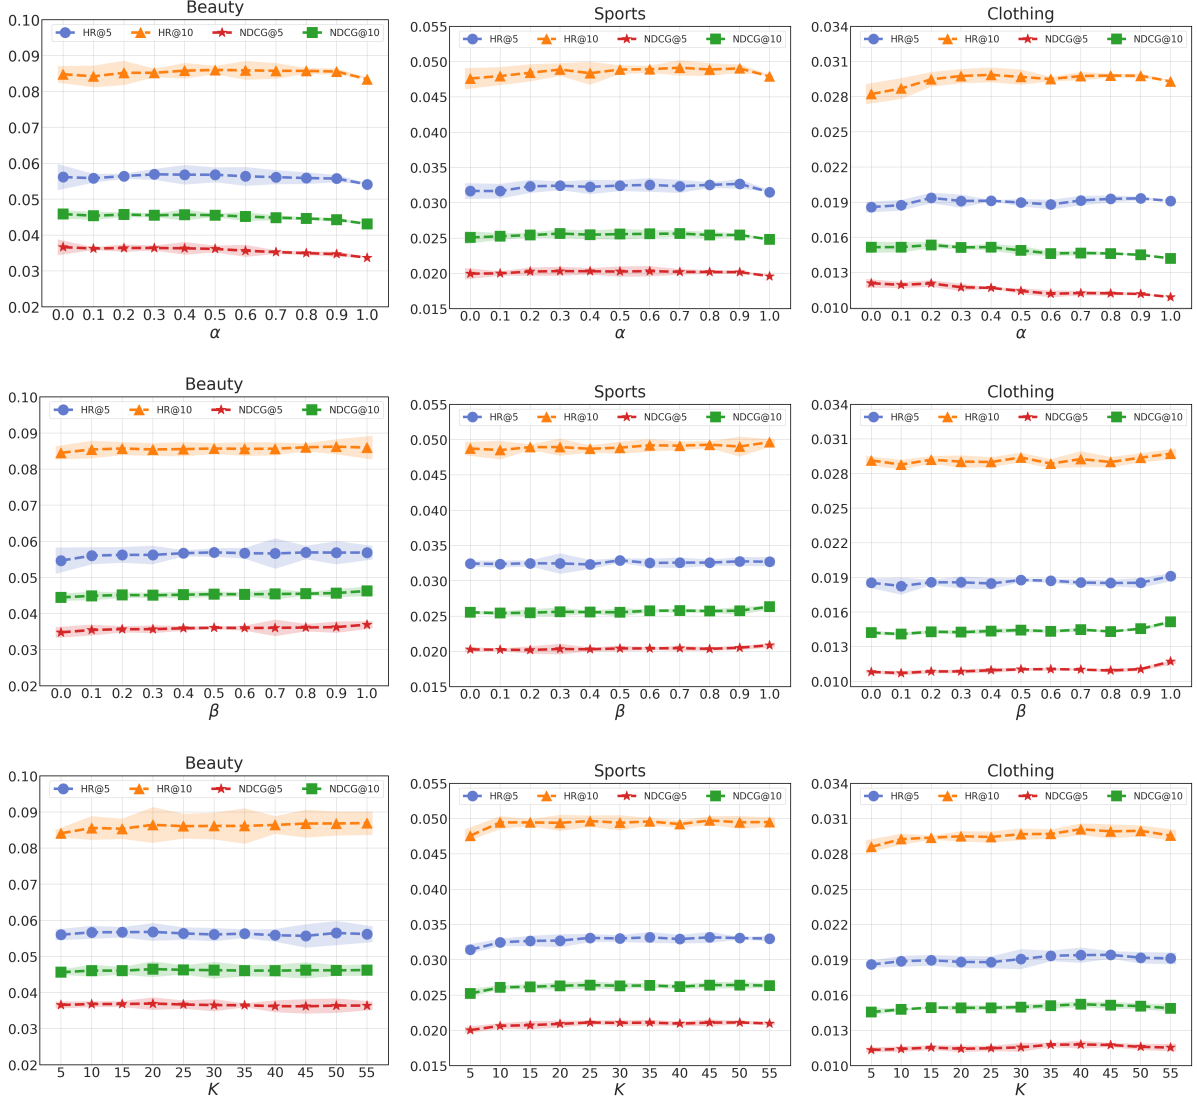 Beauty
HR@5 HR@10 NDCG@5 NDCG@10
0.10
0.09
0.08
0.07
0.06
0.05
0.04
0.03
0.02
0.0 0.1 0.2 0.3 0.4 0.5 0.6 0.7 0.8 0.9 1.0
α
Sports
HR@5 HR@10 NDCG@5 NDCG@10
0.055
0.050
0.045
0.040
0.035
0.030
0.025
0.020
0.015
0.0 0.1 0.2 0.3 0.4 0.5 0.6 0.7 0.8 0.9 1.0
α
Clothing
HR@5 HR@10 NDCG@5 NDCG@10
0.034
0.031
0.028
0.025
0.022
0.019
0.016
0.013
0.010
0.0 0.1 0.2 0.3 0.4 0.5 0.6 0.7 0.8 0.9 1.0
α
Beauty
HR@5 HR@10 NDCG@5 NDCG@10
0.10
0.09
0.08
0.07
0.06
0.05
0.04
0.03
0.02
0.0 0.1 0.2 0.3 0.4 0.5 0.6 0.7 0.8 0.9 1.0
β
Sports
HR@5 HR@10 NDCG@5 NDCG@10
0.055
0.050
0.045
0.040
0.035
0.030
0.025
0.020
0.015
0.0 0.1 0.2 0.3 0.4 0.5 0.6 0.7 0.8 0.9 1.0
β
Clothing
HR@5 HR@10 NDCG@5 NDCG@10
0.034
0.031
0.028
0.025
0.022
0.019
0.016
0.013
0.010
0.0 0.1 0.2 0.3 0.4 0.5 0.6 0.7 0.8 0.9 1.0
β
Beauty
HR@5 HR@10 NDCG@5 NDCG@10
0.10
0.09
0.08
0.07
0.06
0.05
0.04
0.03
0.02
5 10 15 20 25 30 35 40 45 50 55
K
Sports
HR@5 HR@10 NDCG@5 NDCG@10
0.055
0.050
0.045
0.040
0.035
0.030
0.025
0.020
0.015
5 10 15 20 25 30 35 40 45 50 55
K
Clothing
HR@5 HR@10 NDCG@5 NDCG@10
0.034
0.031
0.028
0.025
0.022
0.019
0.016
0.013
0.010
5 10 15 20 25 30 35 40 45 50 55
K